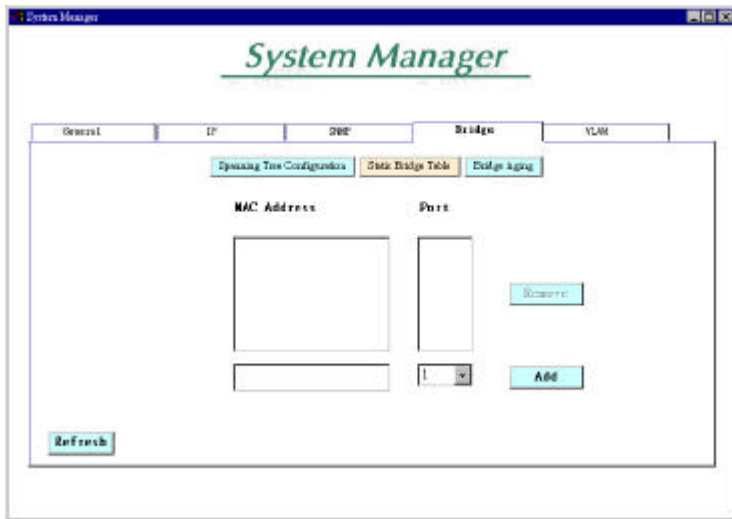 System Manager
System Manager
General IP SNMP Bridge VLAN
Spanning Tree Configuration Static Bridge Table Bridge Aging
MAC Address Port
Remove
1 Add
Refresh